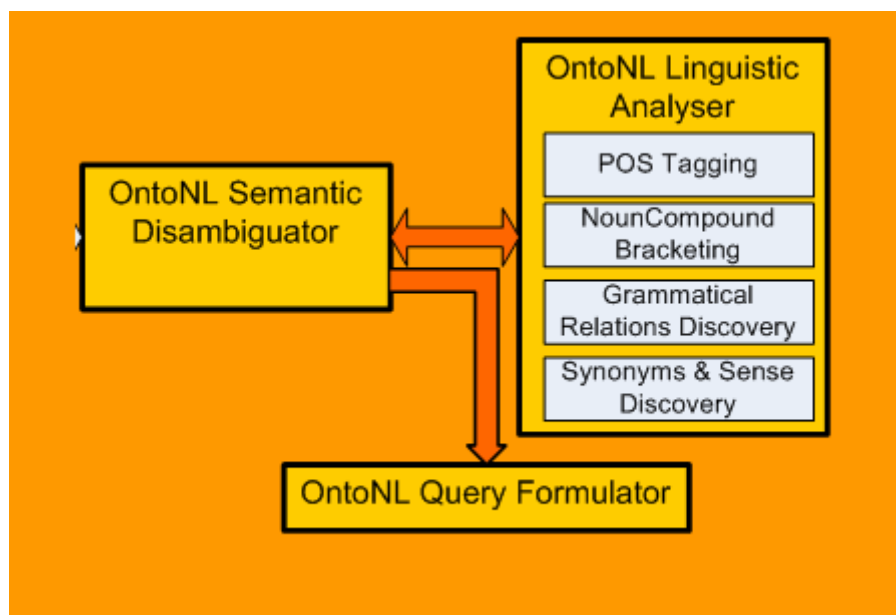 OntoNL Linguistic
Analyser
POS Tagging
NounCompound
Bracketing
Grammatical
Relations Discovery
Synonyms & Sense
Discovery
OntoNL Semantic
Disambiguator
OntoNL Query Formulator